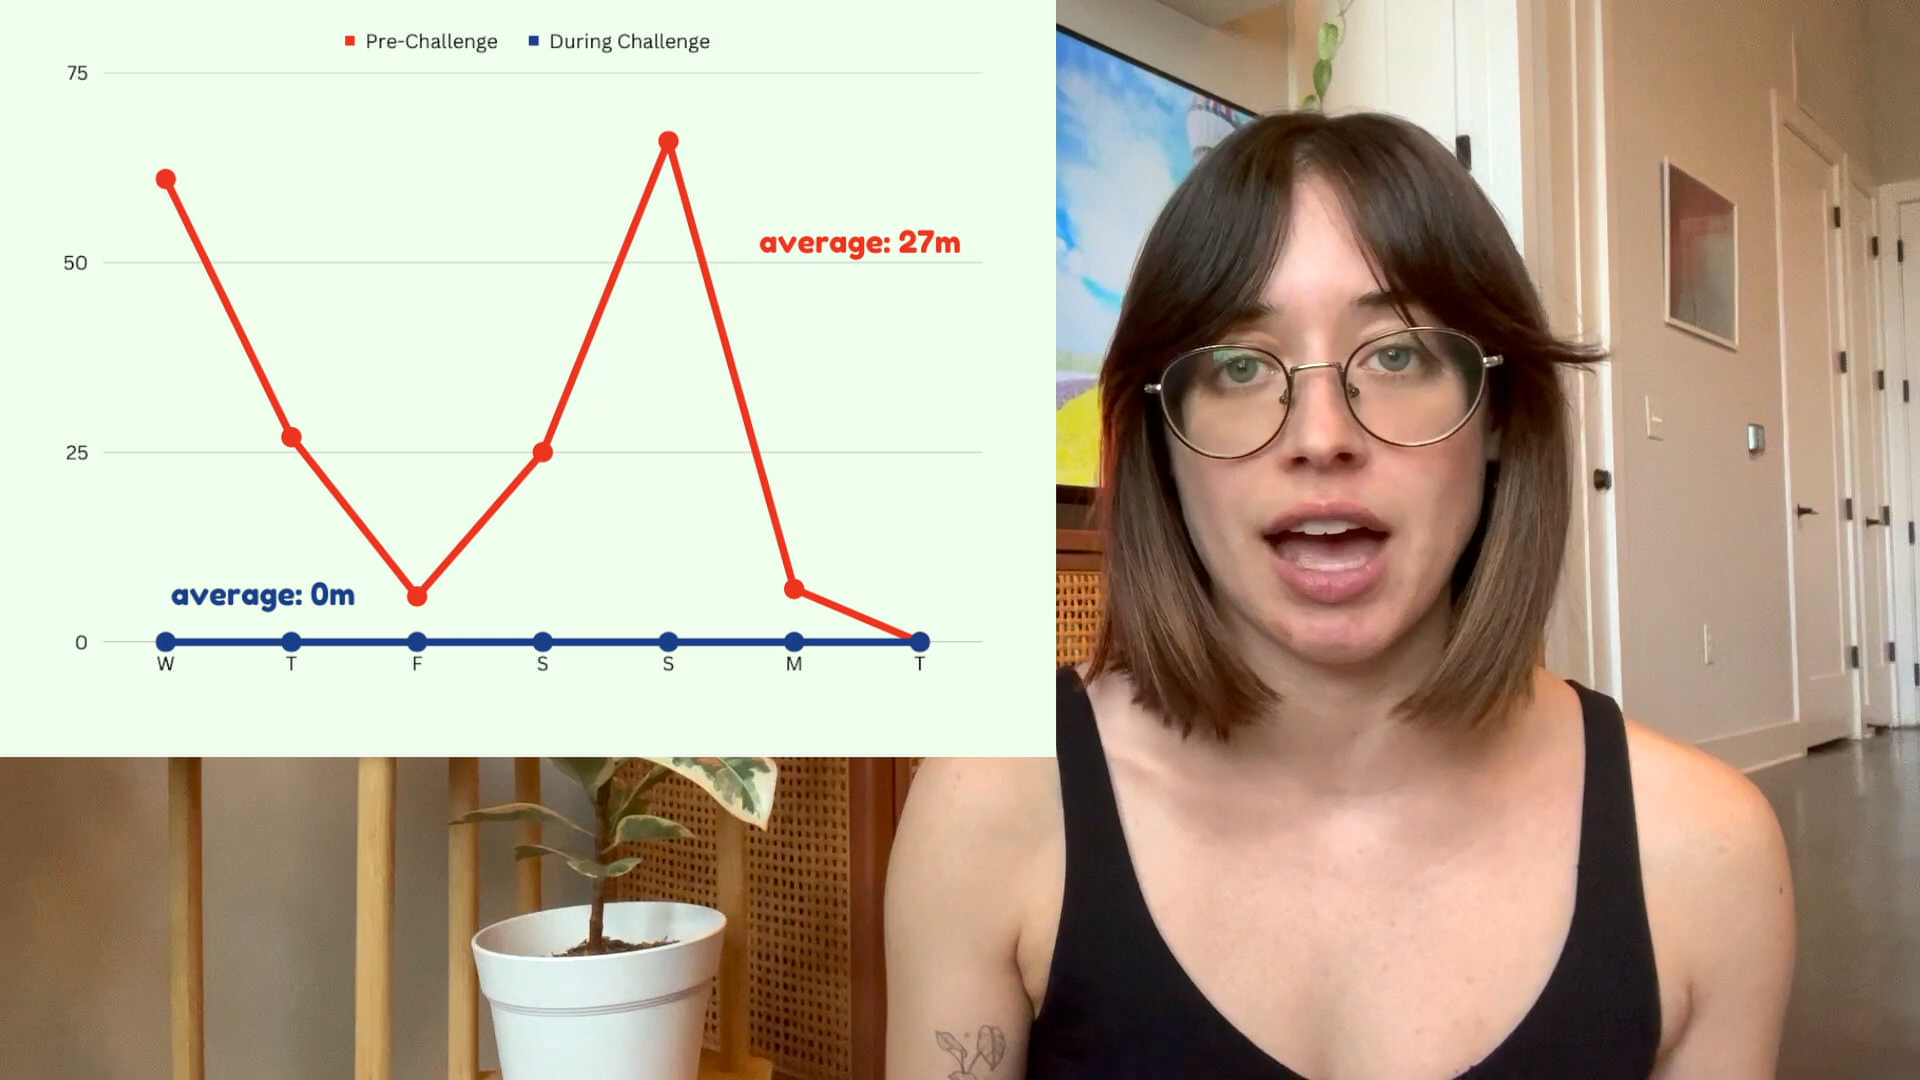 Pre-Challenge During Challenge
75
average: 27m
50
25
average: 0m
0
W T F S S M T